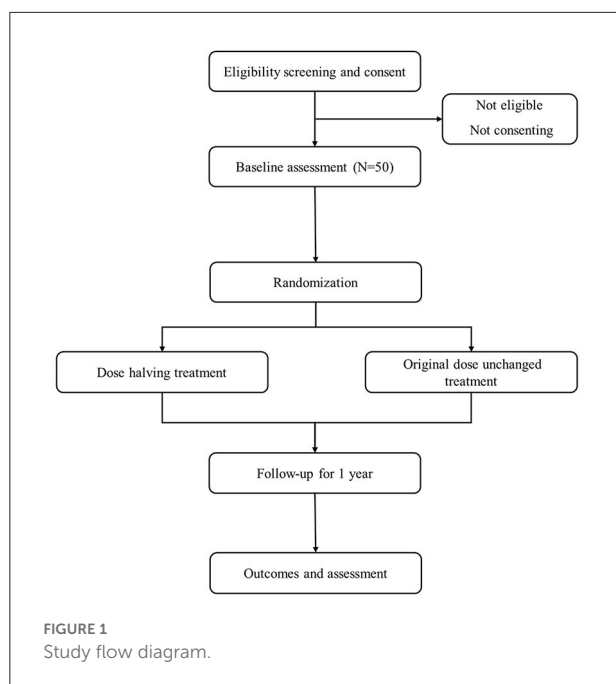 Eligibility screening and consent
Not eligible
Not consenting
Baseline assessment (N=50)
Randomization
Dose halving treatment
Original dose unchanged
treatment
Follow-up for 1 year
Outcomes and assessment
FIGURE 1
Study flow diagram.